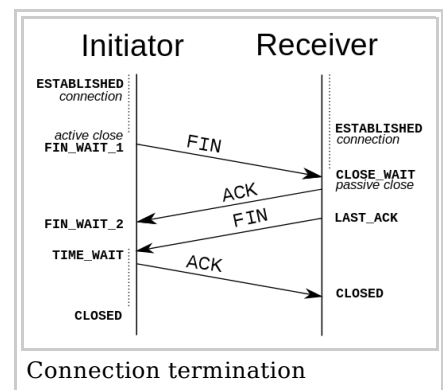 Initiator
Receiver
ESTABLISHED
connection
active close
FIN_WAIT_1
FIN
ESTABLISHED
connection
CLOSE_WAIT
passive close
ACK
FIN
FIN_WAIT_2
LAST_ACK
TIME_WAIT
ACK
CLOSED
CLOSED
Connection termination